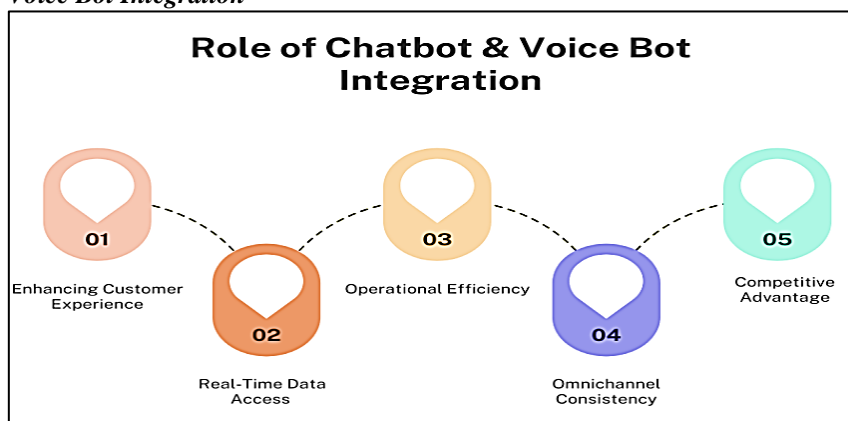 Voice Bot Integration
Role of Chatbot & Voice Bot
Integration
01
Enhancing Customer
Experience
02
Real-Time Data
Access
03
Operational Efficiency
04
Omnichannel
Consistency
05
Competitive
Advantage